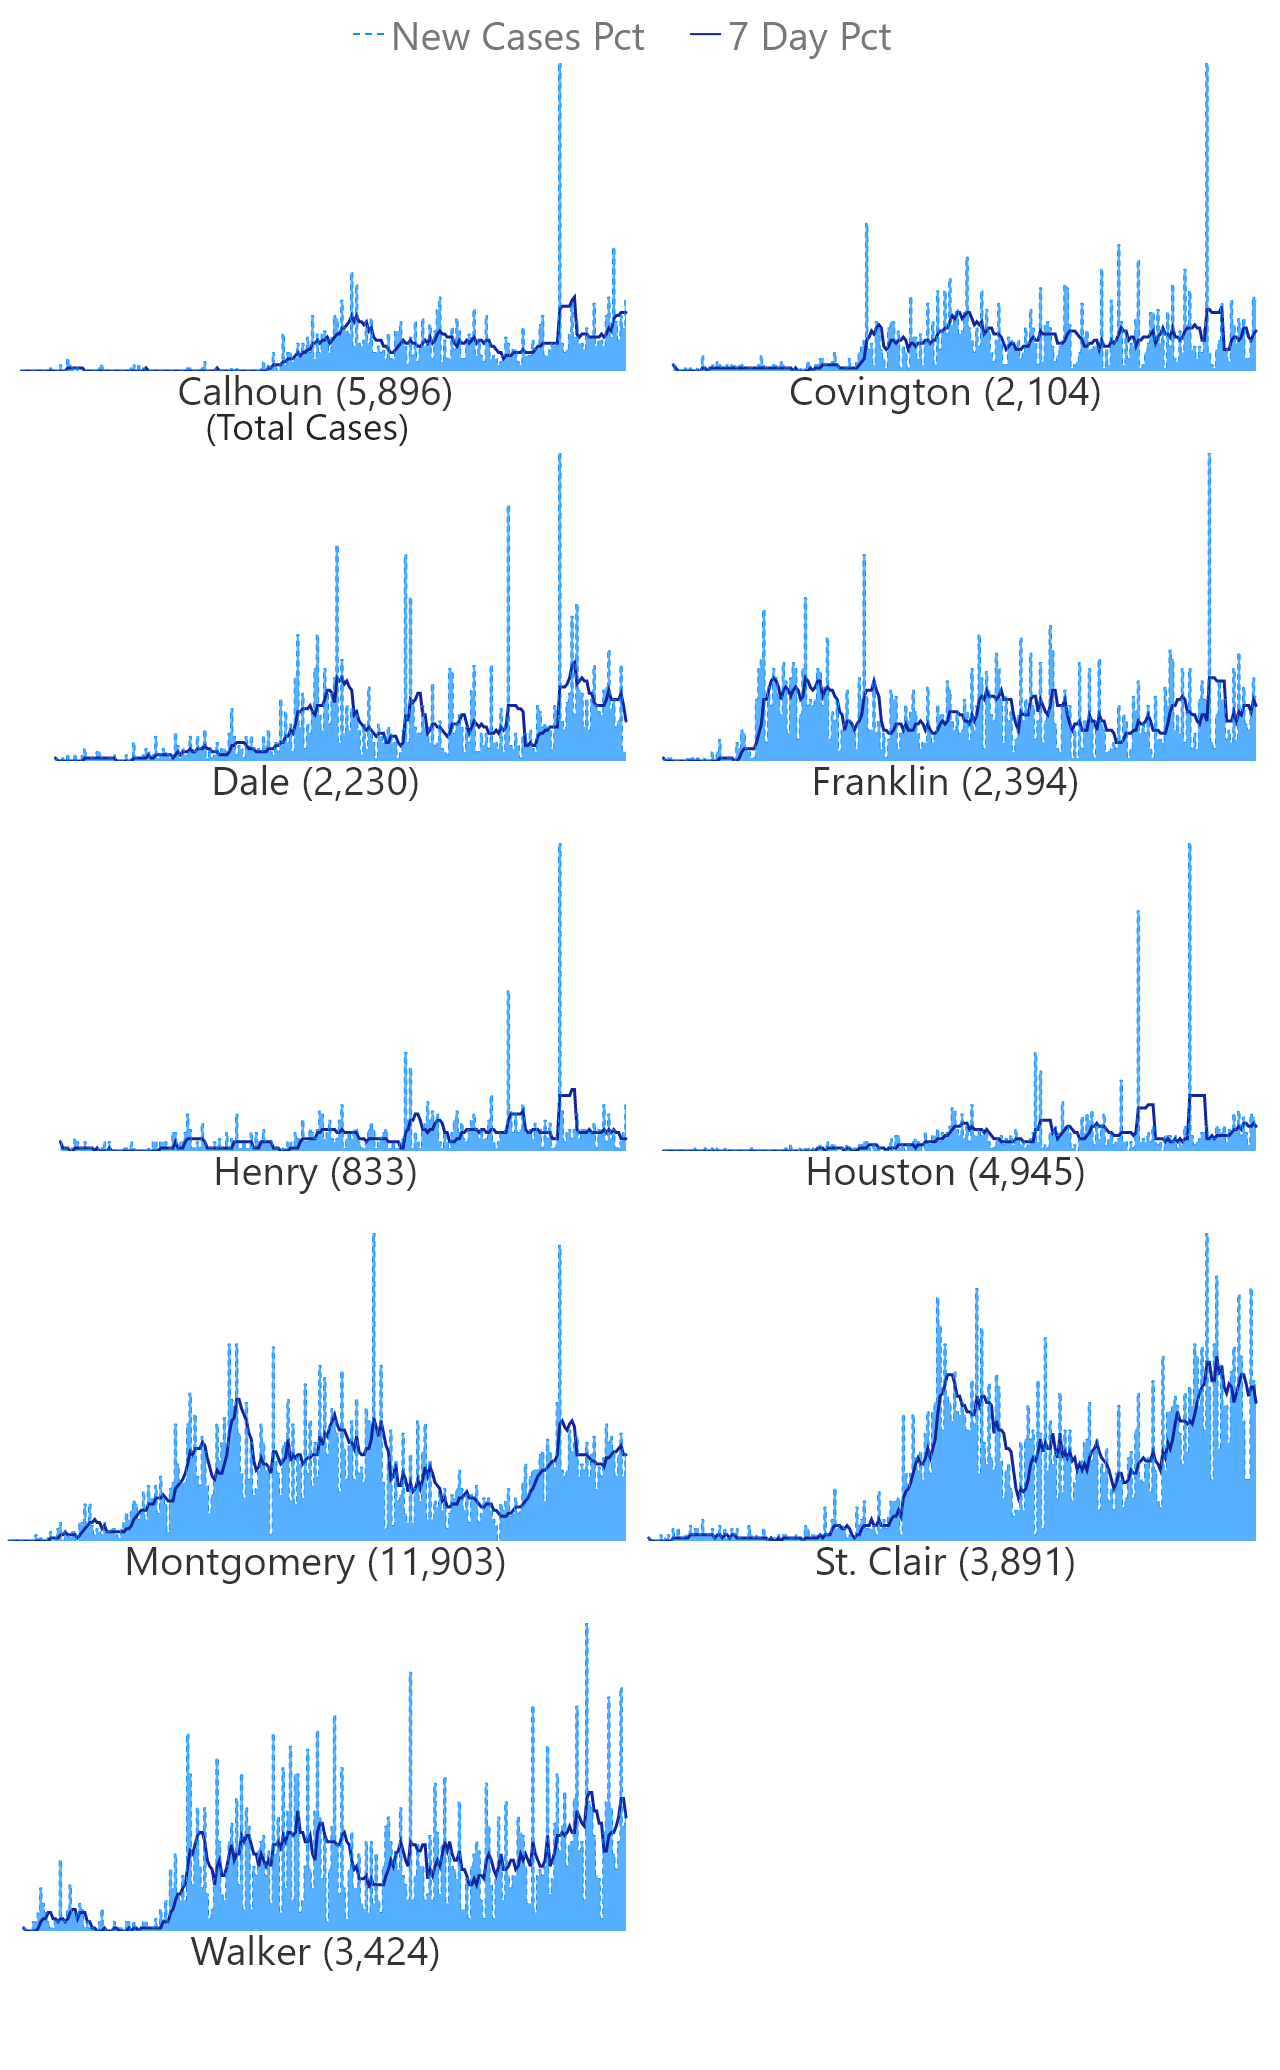 New Cases Pct 7 Day Pct
Calhoun (5,896) Covington (2,104)
(Total Cases)
Dale (2,230) Franklin (2,394)
Henry (833) Houston (4,945)
Montgomery (11,903) St. Clair (3,891)
Walker (3,424)